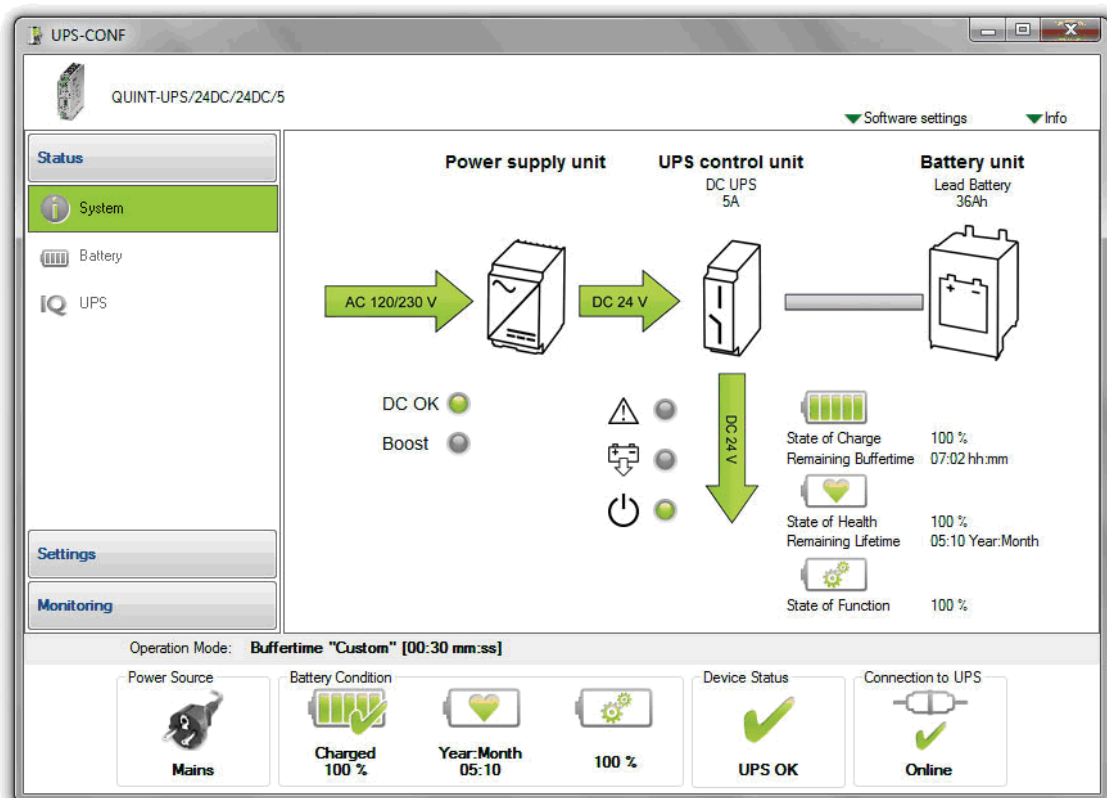 UPS-CONF
QUINT-UPS/24DC/24DC/5
Software settings
Info
Status
System
Battery
IQ UPS
Settings
Monitoring
Power supply unit
UPS control unit
DC UPS
5A
Battery unit
Lead Battery
36Ah
AC 120/230 V
DC 24 V
DC OK
Boost
DC 24 V
State of Charge 100 %
Remaining Buffertime 07:02 hh:mm
State of Health 100 %
Remaining Lifetime 05:10 Year:Month
State of Function 100 %
Operation Mode: Buffertime "Custom" [00:30 mm:ss]
Power Source
Mains
Battery Condition
Charged
100 %
Year:Month
05:10
100 %
Device Status
UPS OK
Connection to UPS
Online